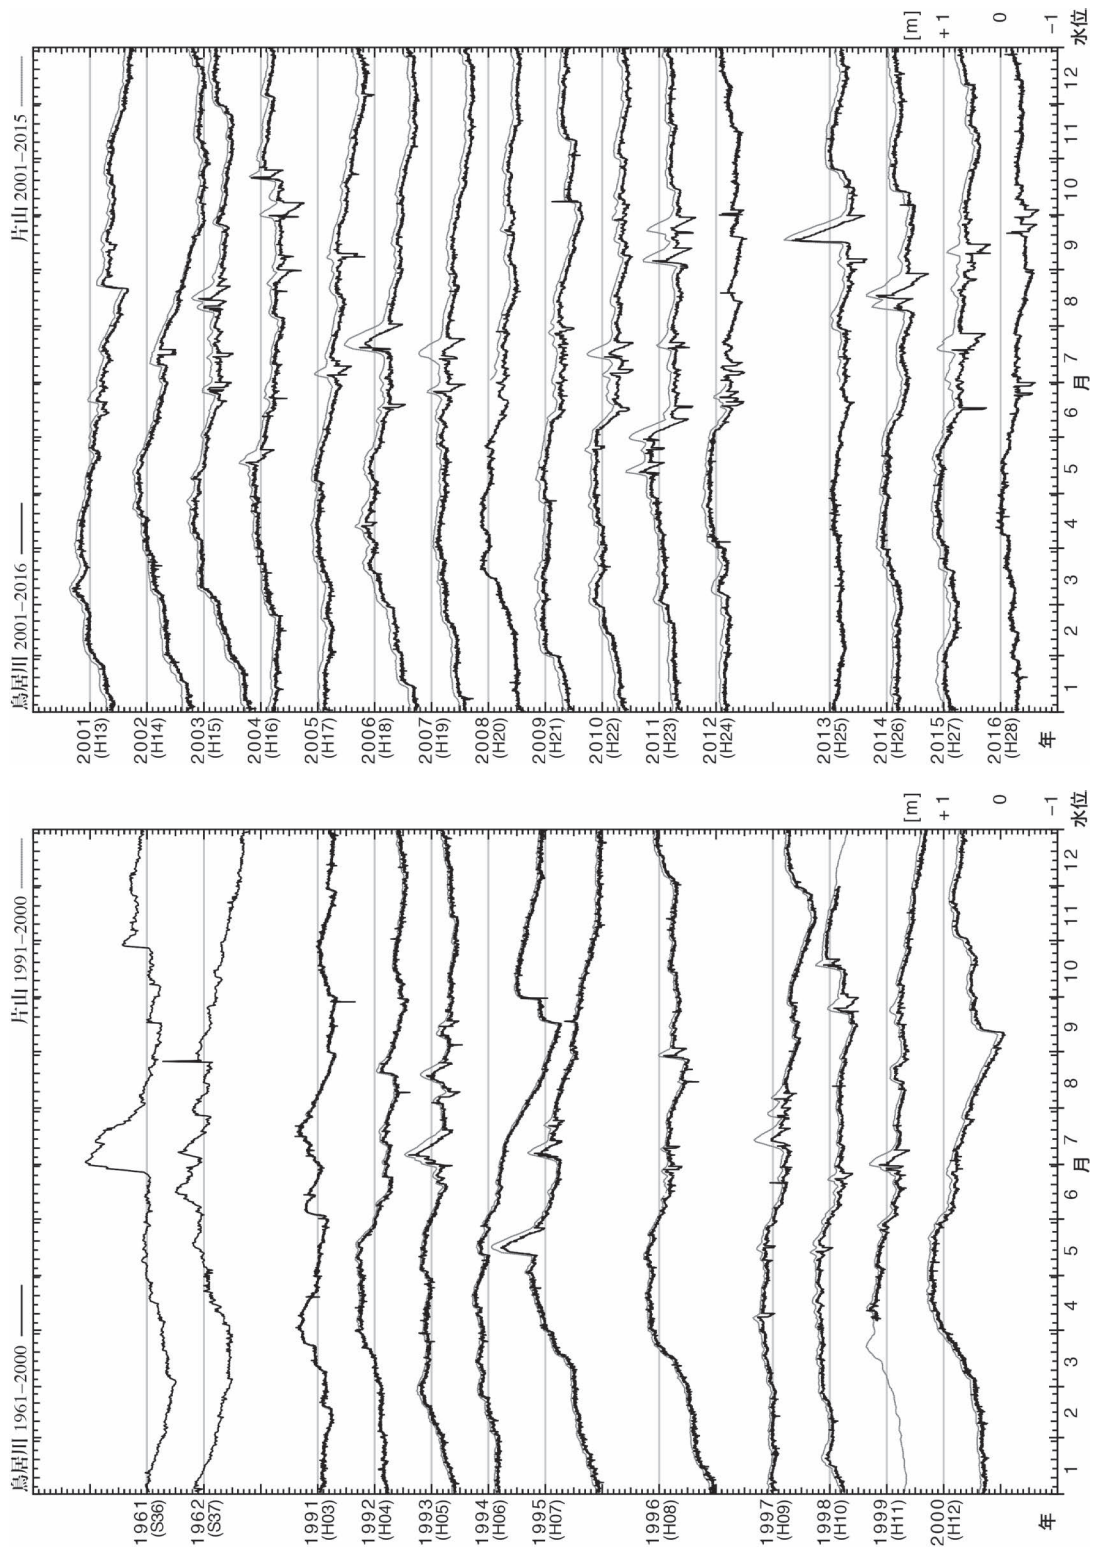 鳥居川 1961–2000
片山 1991–2000
1961
(S36)
1962
(S37)
1991
(H03)
1992
(H04)
1993
(H05)
1994
(H06)
1995
(H07)
1996
(H08)
1997
(H09)
1998
(H10)
1999
(H11)
2000
(H12)
[m]
+1
0
−1
水位
年
1 2 3 4 5 6 7 8 9 10 11 12
月
鳥居川 2001–2016
片山 2001–2015
2001
(H13)
2002
(H14)
2003
(H15)
2004
(H16)
2005
(H17)
2006
(H18)
2007
(H19)
2008
(H20)
2009
(H21)
2010
(H22)
2011
(H23)
2012
(H24)
2013
(H25)
2014
(H26)
2015
(H27)
2016
(H28)
[m]
+1
0
−1
水位
年
1 2 3 4 5 6 7 8 9 10 11 12
月